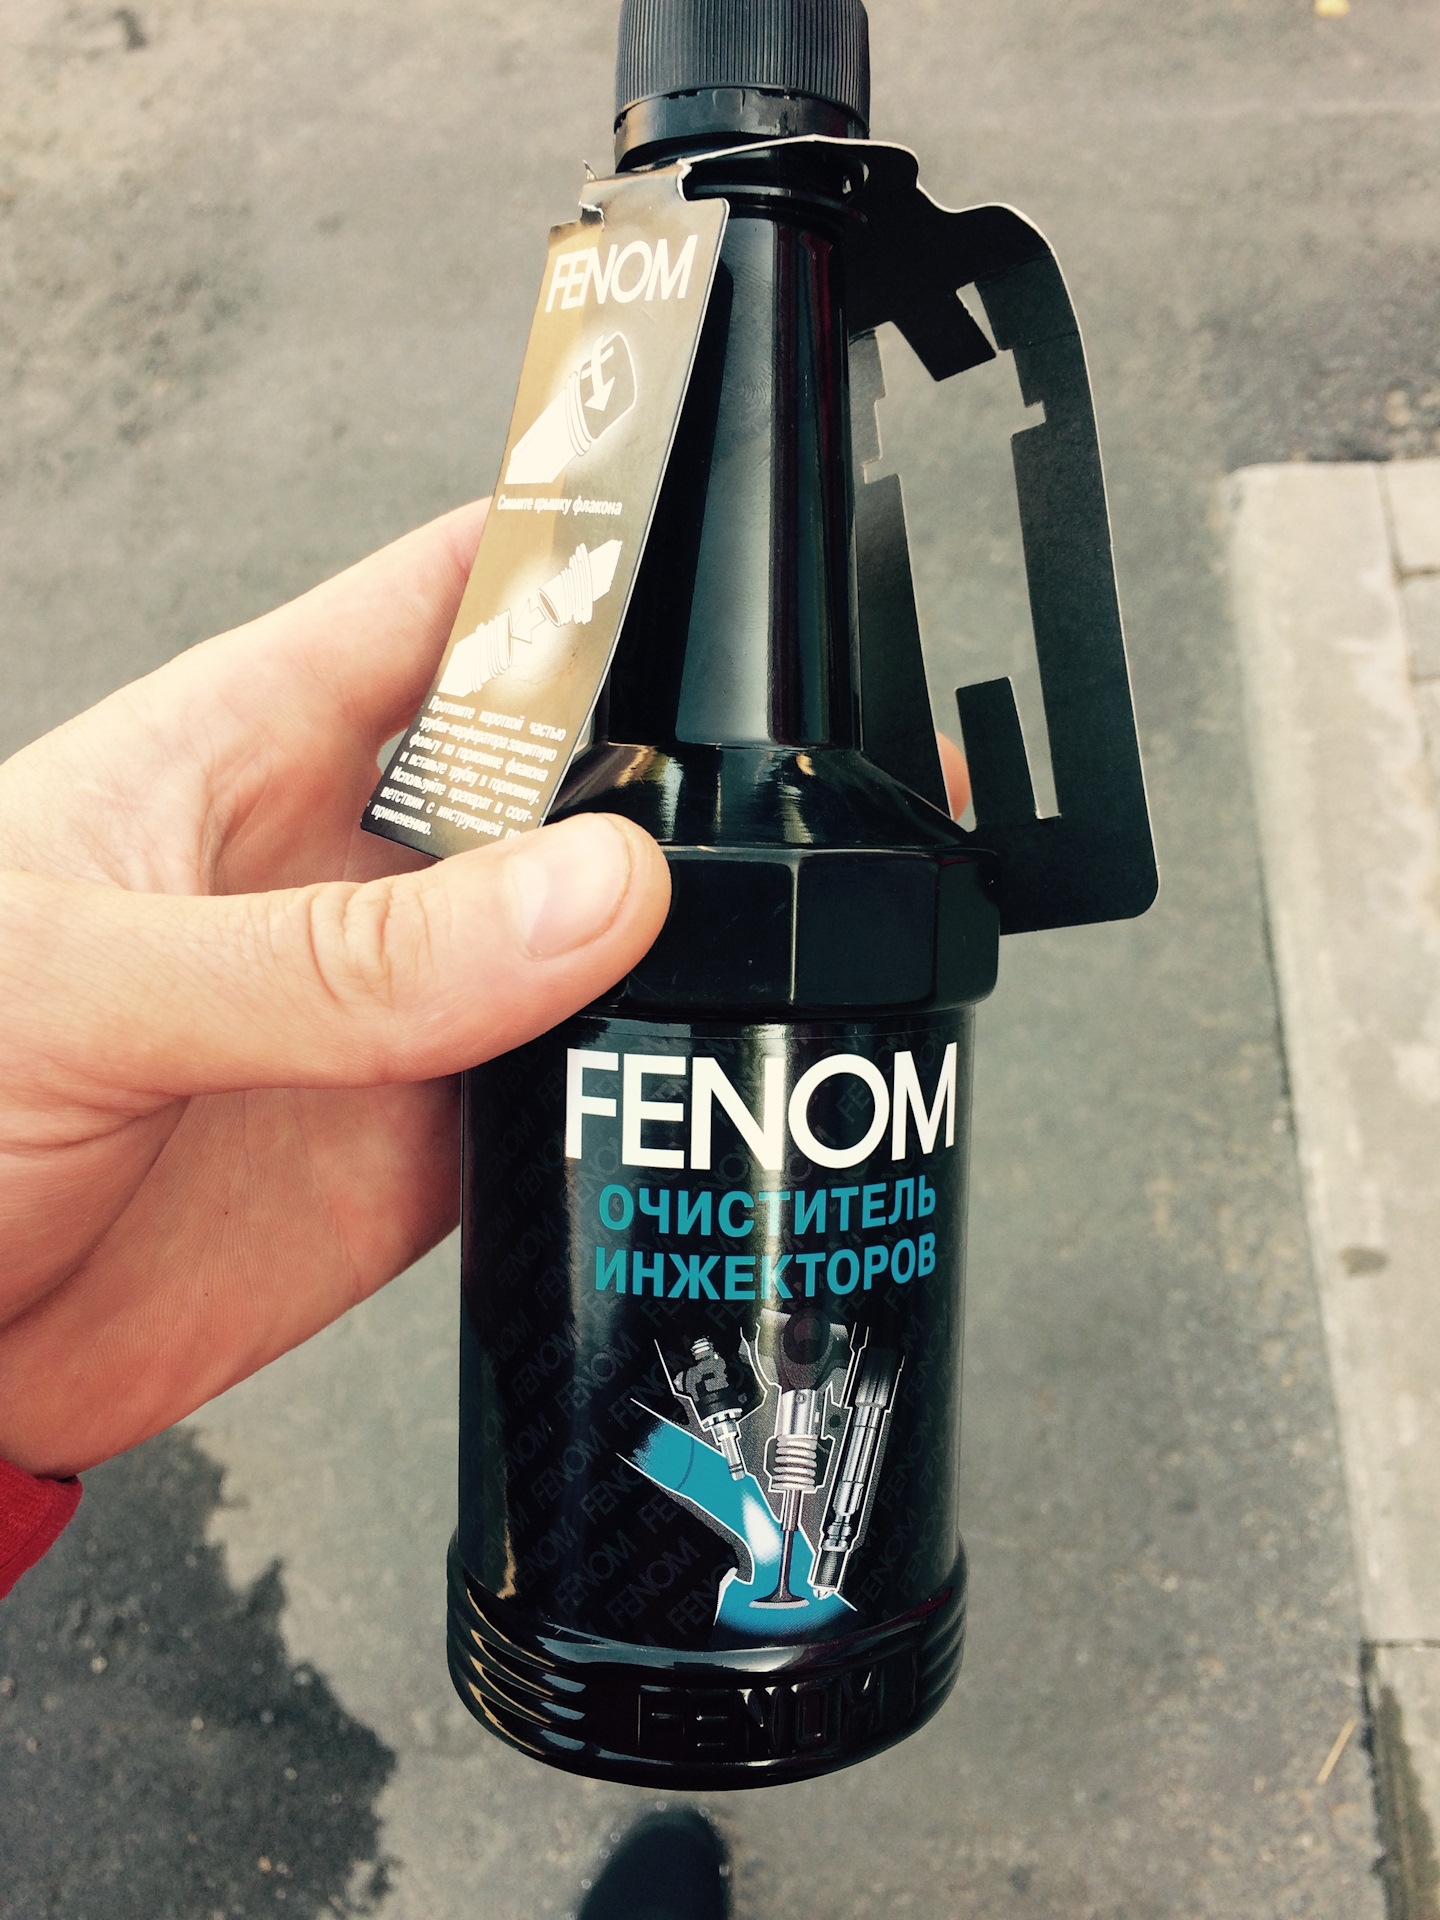 FENOM
Снимите крышку флакона
Проткните короткой частью
трубки-перфоратора защитную
фольгу на горловине флакона
и вставьте трубку в горловину.
Используйте препарат в соот-
ветствии с инструкцией по
применению.
FENOM
ОЧИСТИТЕЛЬ
ИНЖЕКТОРОВ
FENOM